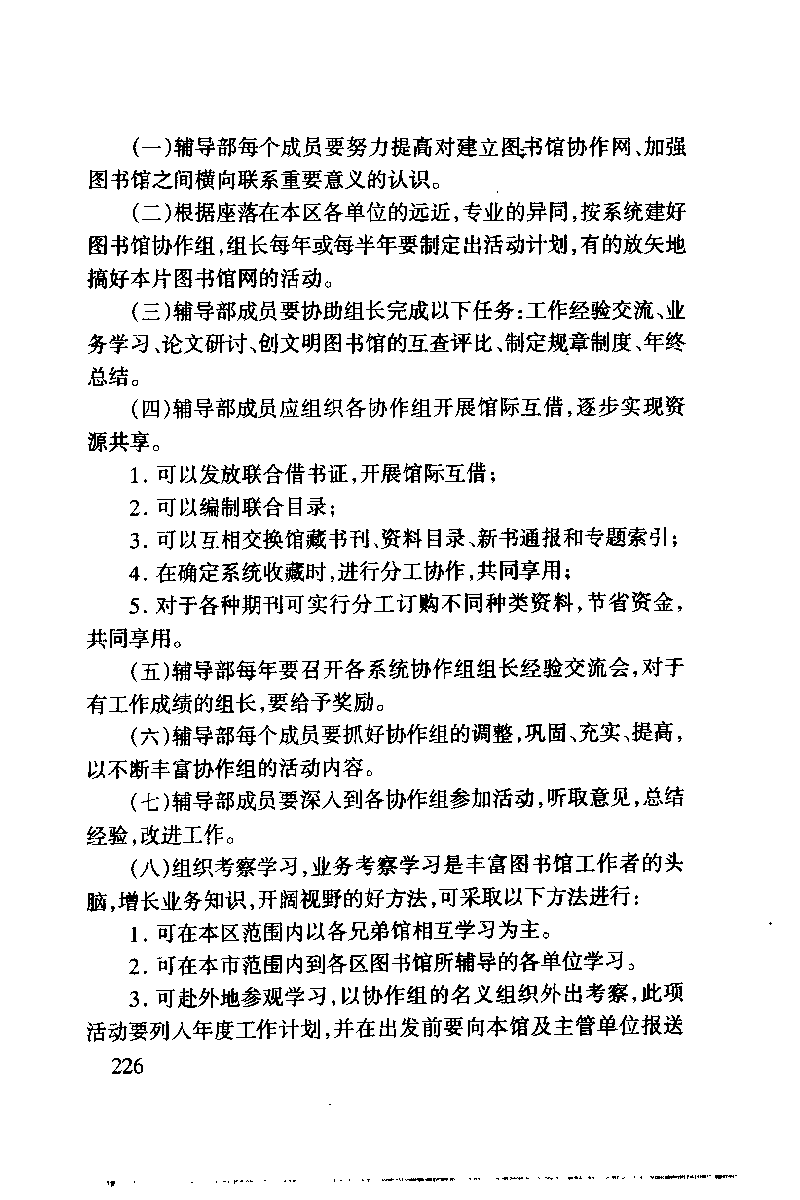 (一)辅导部每个成员要努力提高对建立图书馆协作网、加强
图书馆之间横向联系重要意义的认识。
(二)根据座落在本区各单位的远近,专业的异同,按系统建好
图书馆协作组,组长每年或每半年要制定出活动计划,有的放矢地
搞好本片图书馆网的活动。
(三)辅导部成员要协助组长完成以下任务:工作经验交流、业
务学习、论文研讨、创文明图书馆的互查评比、制定规章制度、年终
总结。
(四)辅导部成员应组织各协作组开展馆际互借,逐步实现资
源共享。
1. 可以发放联合借书证,开展馆际互借;
2. 可以编制联合目录;
3. 可以互相交换馆藏书刊、资料目录、新书通报和专题索引;
4. 在确定系统收藏时,进行分工协作,共同享用;
5. 对于各种期刊可实行分工订购不同种类资料,节省资金,
共同享用。
(五)辅导部每年要召开各系统协作组组长经验交流会,对于
有工作成绩的组长,要给予奖励。
(六)辅导部每个成员要抓好协作组的调整,巩固、充实、提高,
以不断丰富协作组的活动内容。
(七)辅导部成员要深入到各协作组参加活动,听取意见,总结
经验,改进工作。
(八)组织考察学习,业务考察学习是丰富图书馆工作者的头
脑,增长业务知识,开阔视野的好方法,可采取以下方法进行:
1. 可在本区范围内以各兄弟馆相互学习为主。
2. 可在本市范围内到各区图书馆所辅导的各单位学习。
3. 可赴外地参观学习,以协作组的名义组织外出考察,此项
活动要列入年度工作计划,并在出发前要向本馆及主管单位报送
226